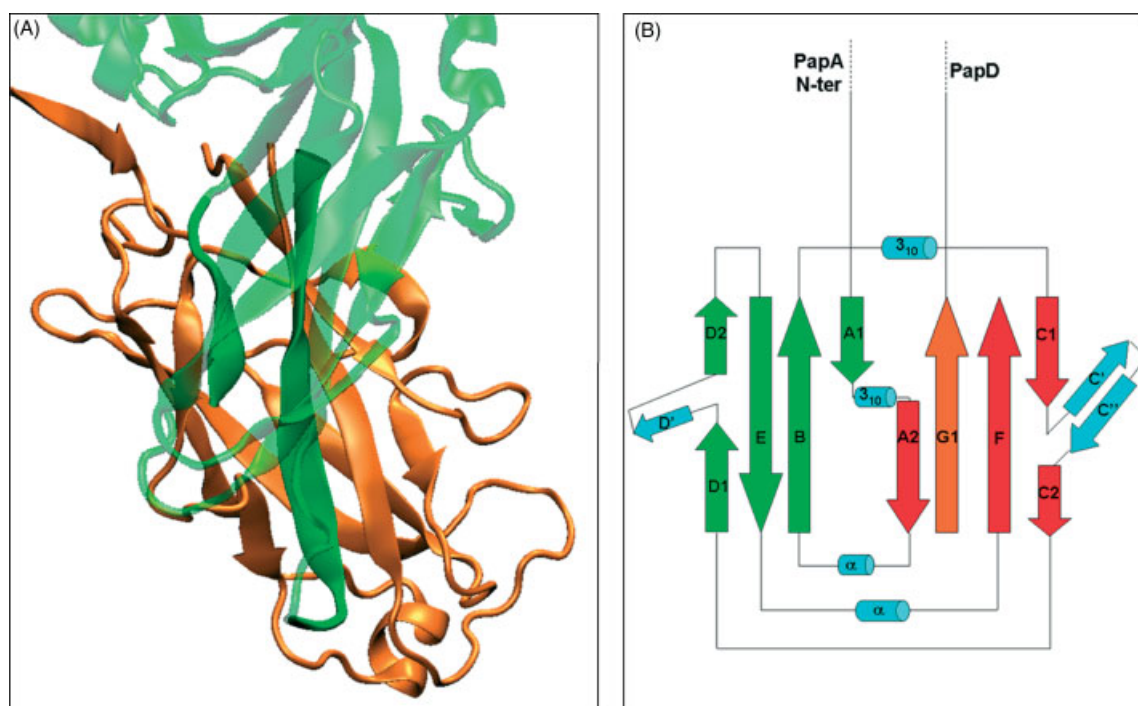 (A)
(B)
PapA
N-ter
PapD
3₁₀
D2
A1
C1
C'
3₁₀
C''
D'
E
B
A2
G1
F
D1
C2
α
α